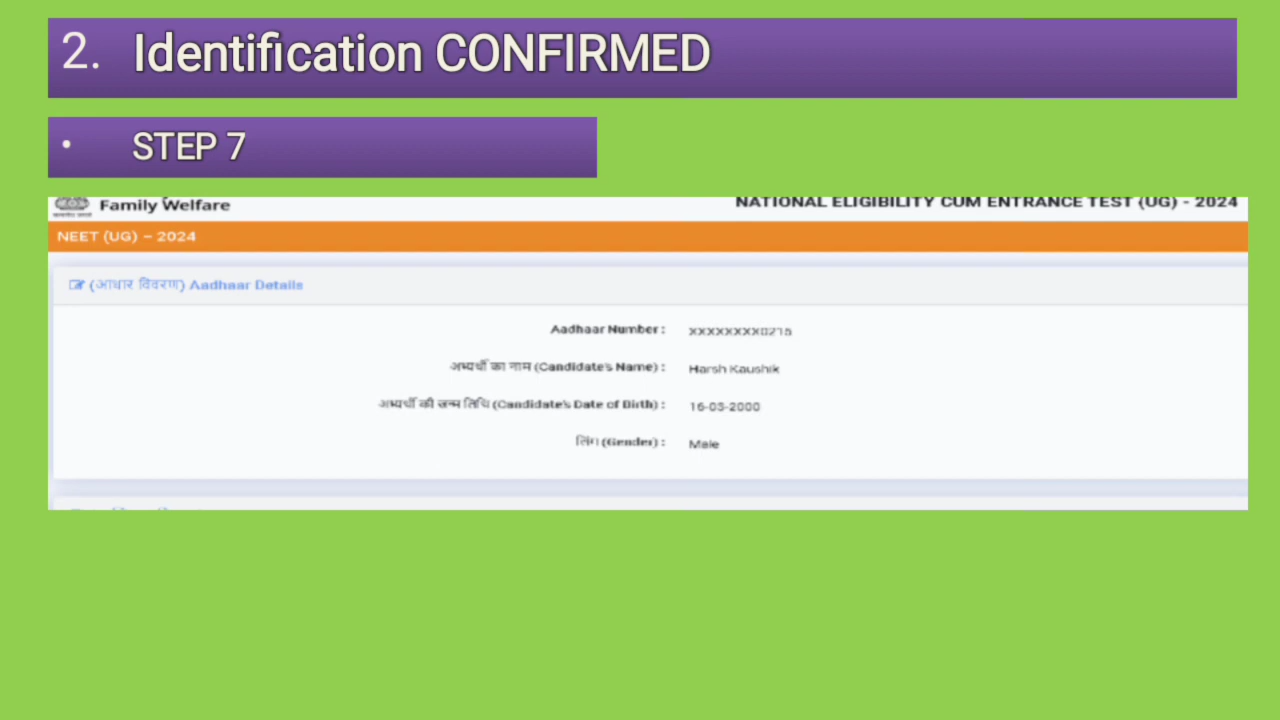 2. Identification CONFIRMED
• STEP 7
Family Welfare
NATIONAL ELIGIBILITY CUM ENTRANCE TEST (UG) - 2024
NEET (UG) – 2024
(आधार विवरण) Aadhaar Details
Aadhaar Number : XXXXXXXX0215
अभ्यर्थी का नाम (Candidate's Name) : Harsh Kaushik
अभ्यर्थी की जन्म तिथि (Candidate's Date of Birth) : 16-03-2000
लिंग (Gender) : Male